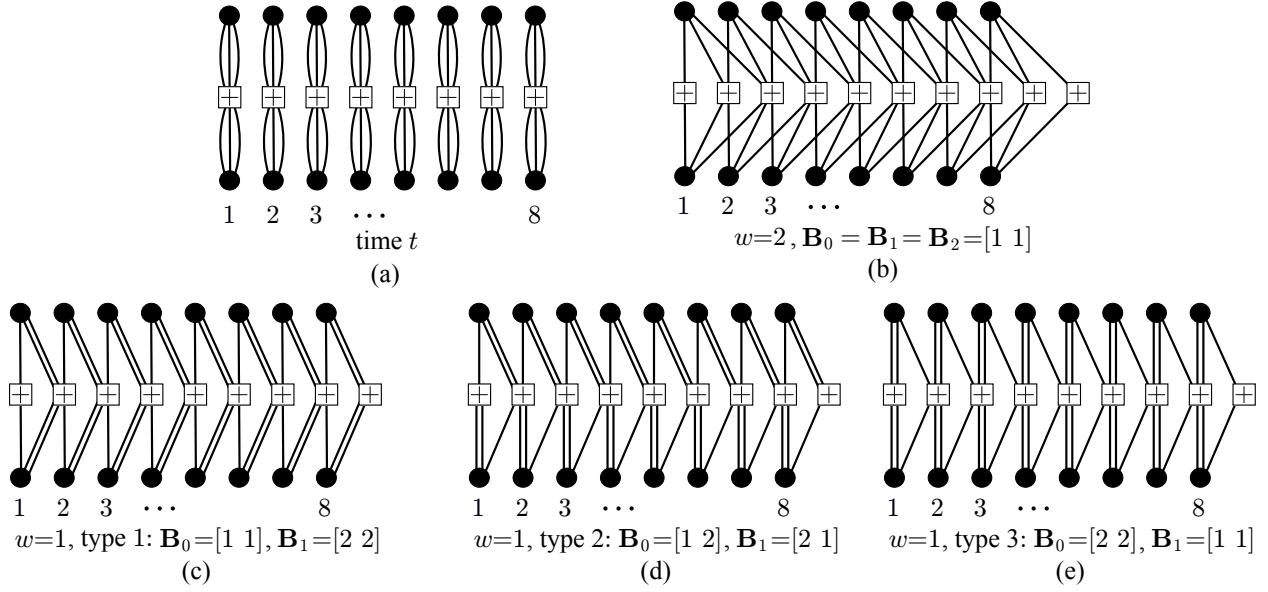 1 2 3 ⋯ 8
time t
(a)
1 2 3 ⋯ 8
w=2 , B₀ = B₁ = B₂ = [1 1]
(b)
1 2 3 ⋯ 8
w=1, type 1: B₀=[1 1], B₁=[2 2]
(c)
1 2 3 ⋯ 8
w=1, type 2: B₀=[1 2], B₁=[2 1]
(d)
1 2 3 ⋯ 8
w=1, type 3: B₀=[2 2], B₁=[1 1]
(e)